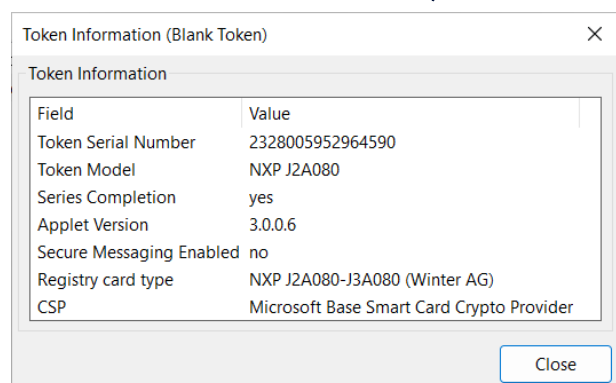 Token Information (Blank Token)
Token Information
Field Value
Token Serial Number 2328005952964590
Token Model NXP J2A080
Series Completion yes
Applet Version 3.0.0.6
Secure Messaging Enabled no
Registry card type NXP J2A080-J3A080 (Winter AG)
CSP Microsoft Base Smart Card Crypto Provider
Close